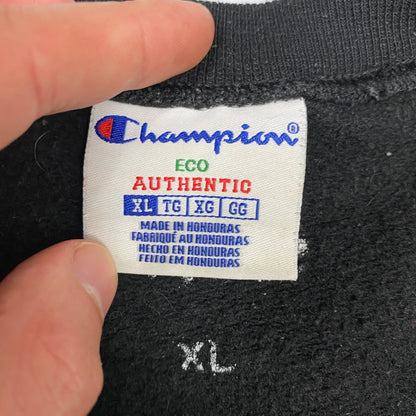 Champion®
ECO
AUTHENTIC
XL TG XG GG
MADE IN HONDURAS
FABRIQUÉ AU HONDURAS
HECHO EN HONDURAS
FEITO EM HONDURAS
XL